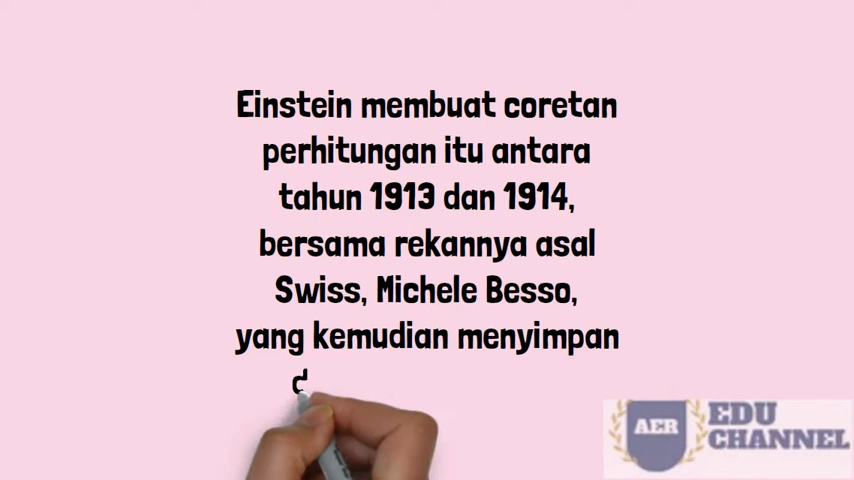 Einstein membuat coretan
perhitungan itu antara
tahun 1913 dan 1914,
bersama rekannya asal
Swiss, Michele Besso,
yang kemudian menyimpan
AER
EDU
CHANNEL